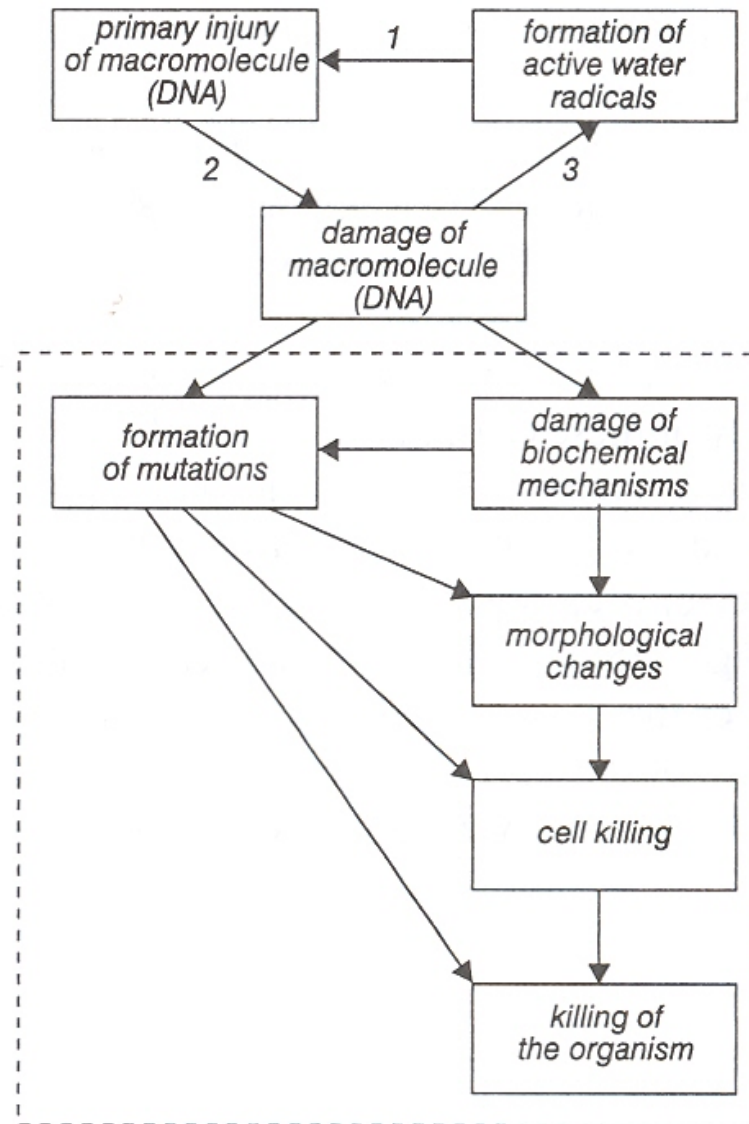 primary injury
of macromolecule
(DNA)
1
formation of
active water
radicals
2
3
damage of
macromolecule
(DNA)
formation
of mutations
damage of
biochemical
mechanisms
morphological
changes
cell killing
killing of
the organism